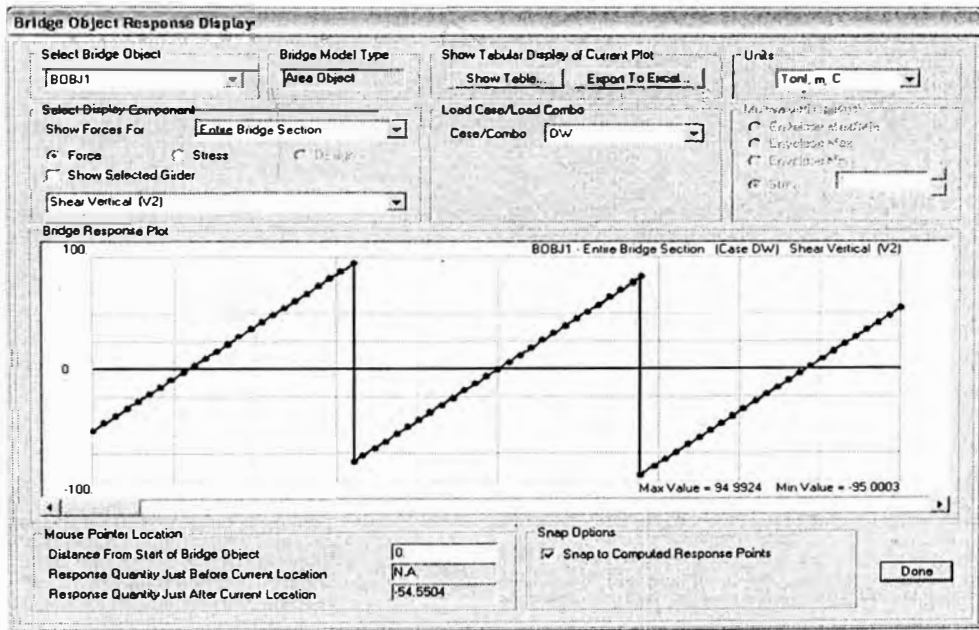 Bridge Object Response Display
Select Bridge Object
BOBJ1
Bridge Model Type
Area Object
Show Tabular Display of Current Plot
Show Table...
Export To Excel...
Units
Tonf, m, C
Select Display Component
Show Forces For
Entire Bridge Section
Force
Stress
Show Selected Girder
Shear Vertical (V2)
Load Case/Load Combo
Case/Combo
DW
Envelope Max
Bridge Response Plot
100.
BOBJ1 - Entire Bridge Section (Case DW) Shear Vertical (V2)
0
-100.
Max Value = 94.9924 Min Value = -95.0003
Mouse Pointer Location
Distance From Start of Bridge Object
0.
Response Quantity Just Before Current Location
N.A
Response Quantity Just After Current Location
-54.5504
Snap Options
Snap to Computed Response Points
Done